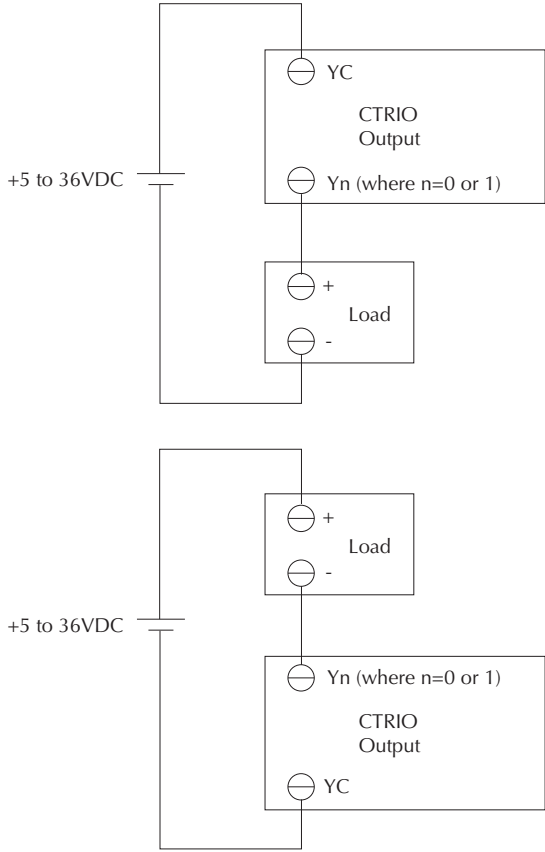 YC
CTRIO
Output
+5 to 36VDC
Yn (where n=0 or 1)
+
Load
-
+
Load
-
+5 to 36VDC
Yn (where n=0 or 1)
CTRIO
Output
YC